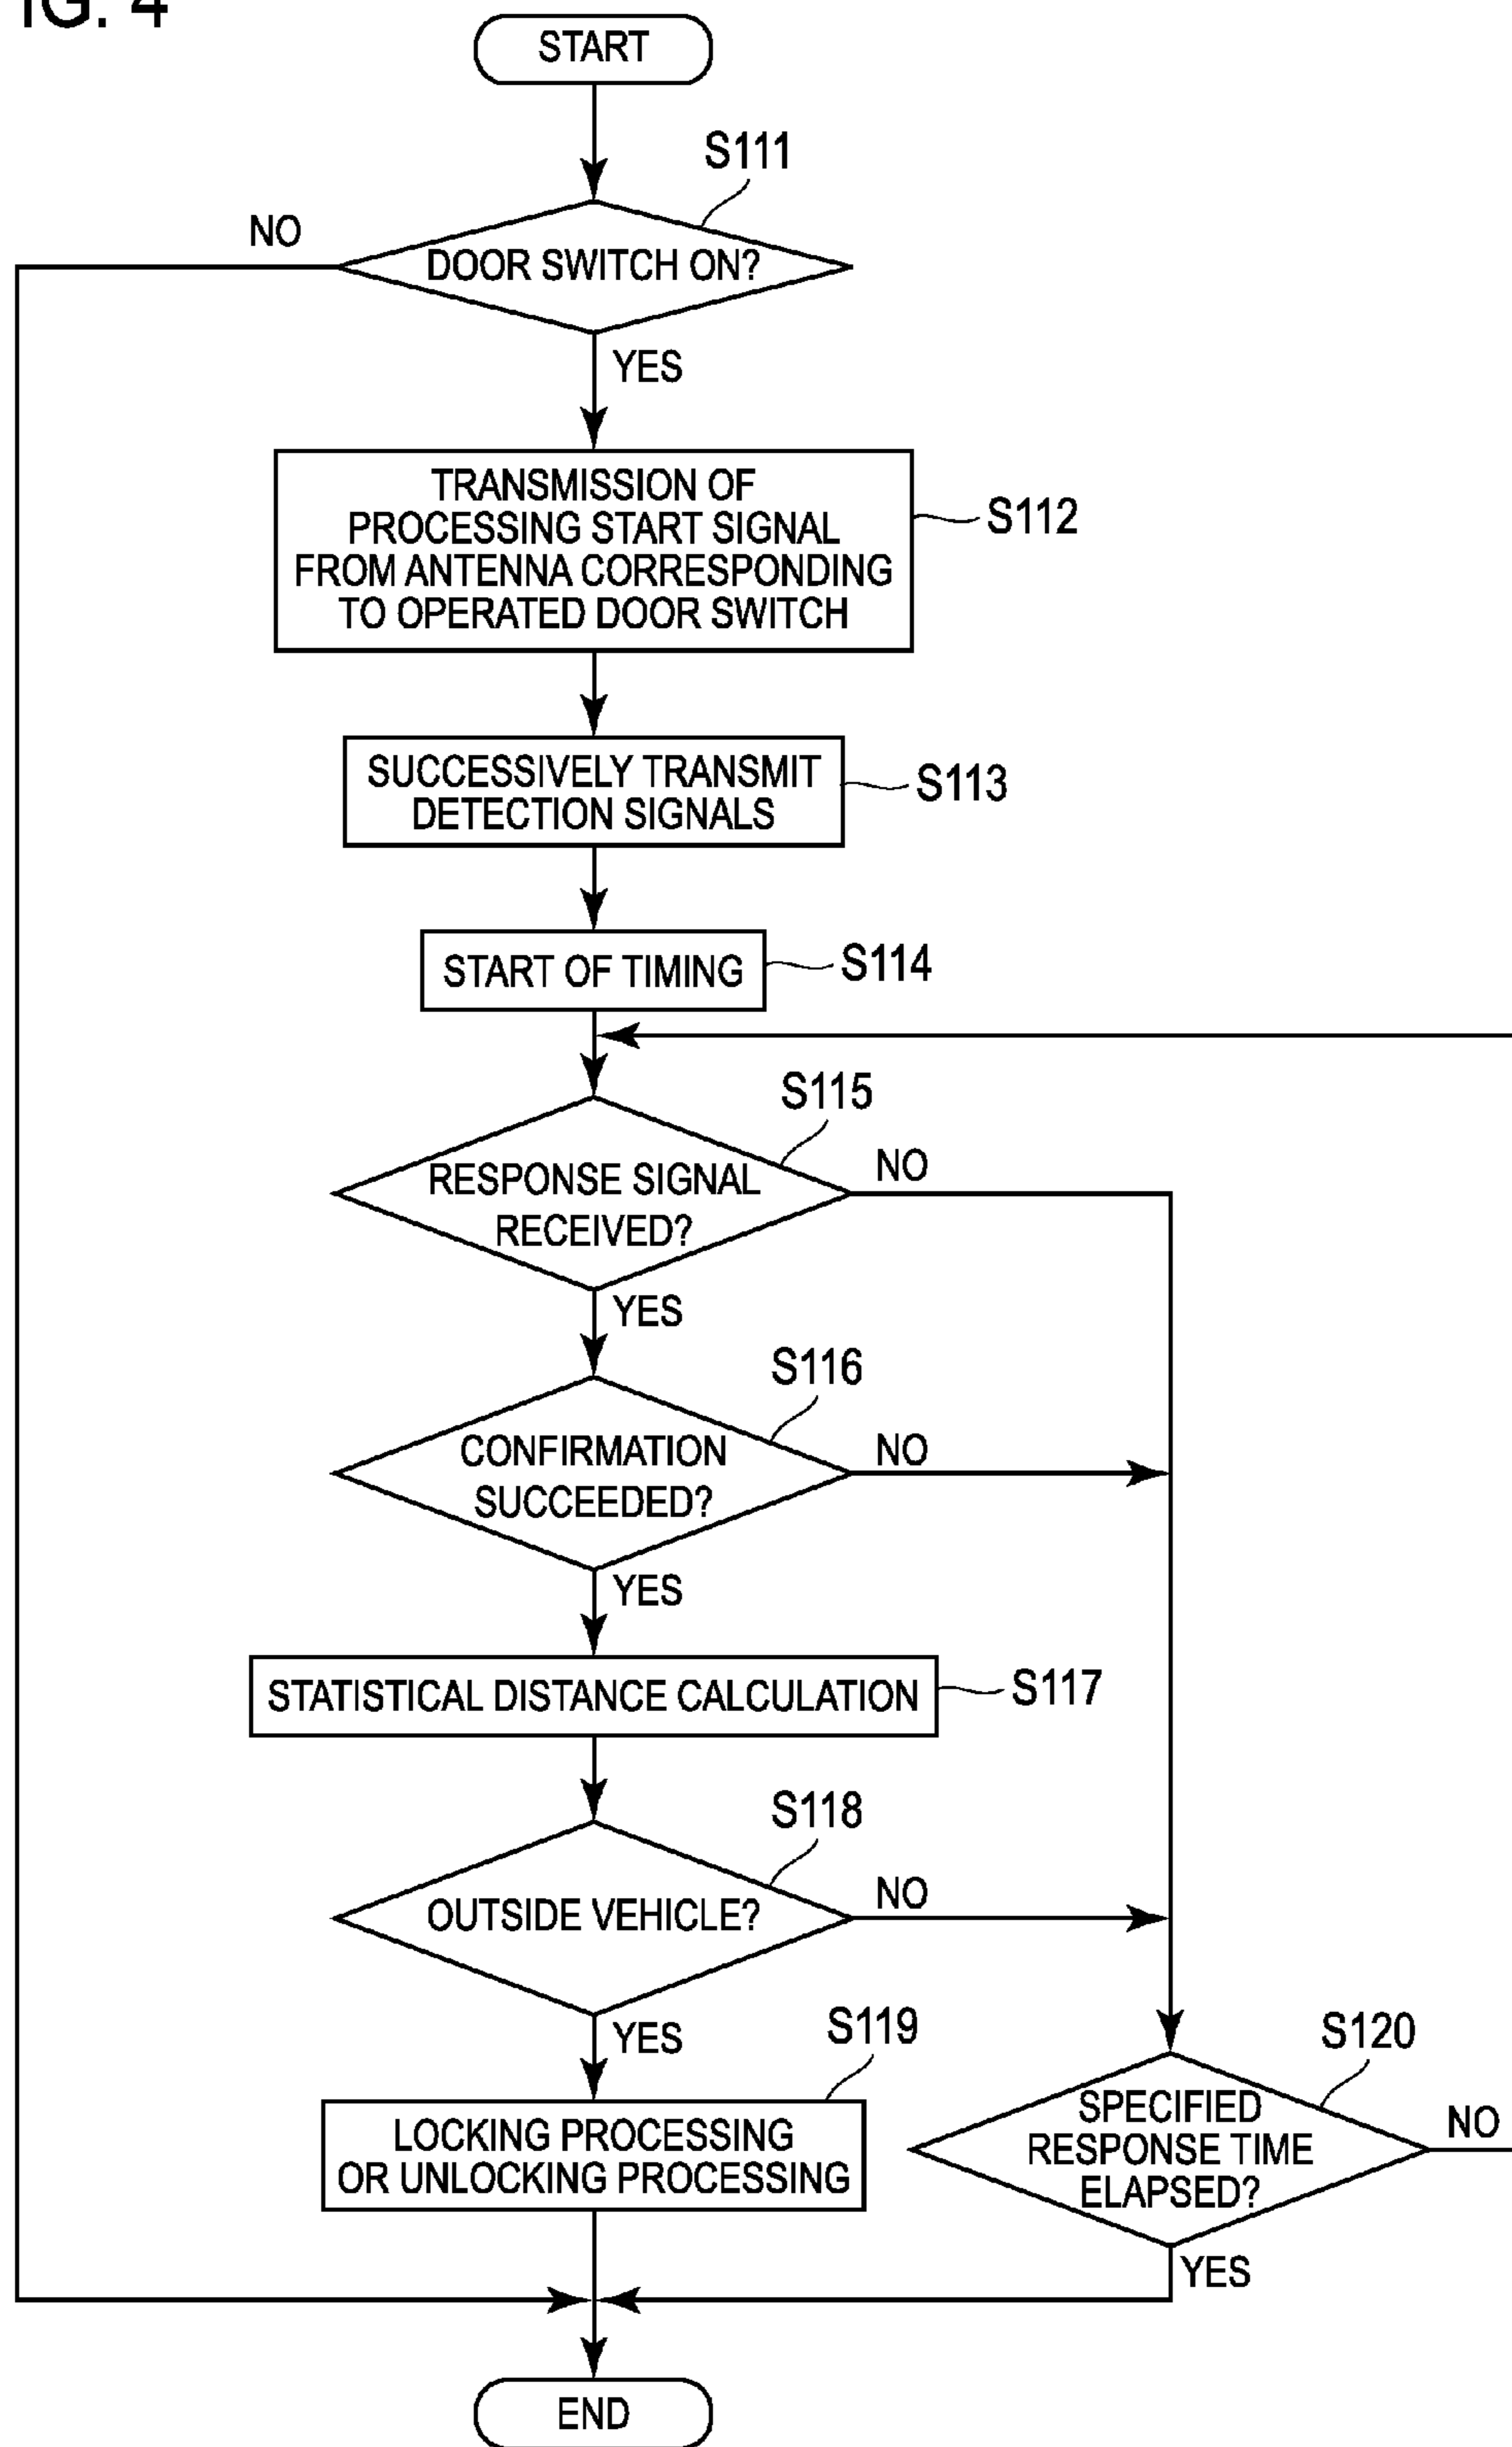 IG. 4
START
S111
NO
DOOR SWITCH ON?
YES
TRANSMISSION OF
PROCESSING START SIGNAL
FROM ANTENNA CORRESPONDING
TO OPERATED DOOR SWITCH
S112
SUCCESSIVELY TRANSMIT
DETECTION SIGNALS
S113
START OF TIMING
S114
S115
RESPONSE SIGNAL
RECEIVED?
NO
YES
S116
CONFIRMATION
SUCCEEDED?
NO
YES
STATISTICAL DISTANCE CALCULATION
S117
S118
OUTSIDE VEHICLE?
NO
YES
S119
LOCKING PROCESSING
OR UNLOCKING PROCESSING
S120
SPECIFIED
RESPONSE TIME
ELAPSED?
NO
YES
END